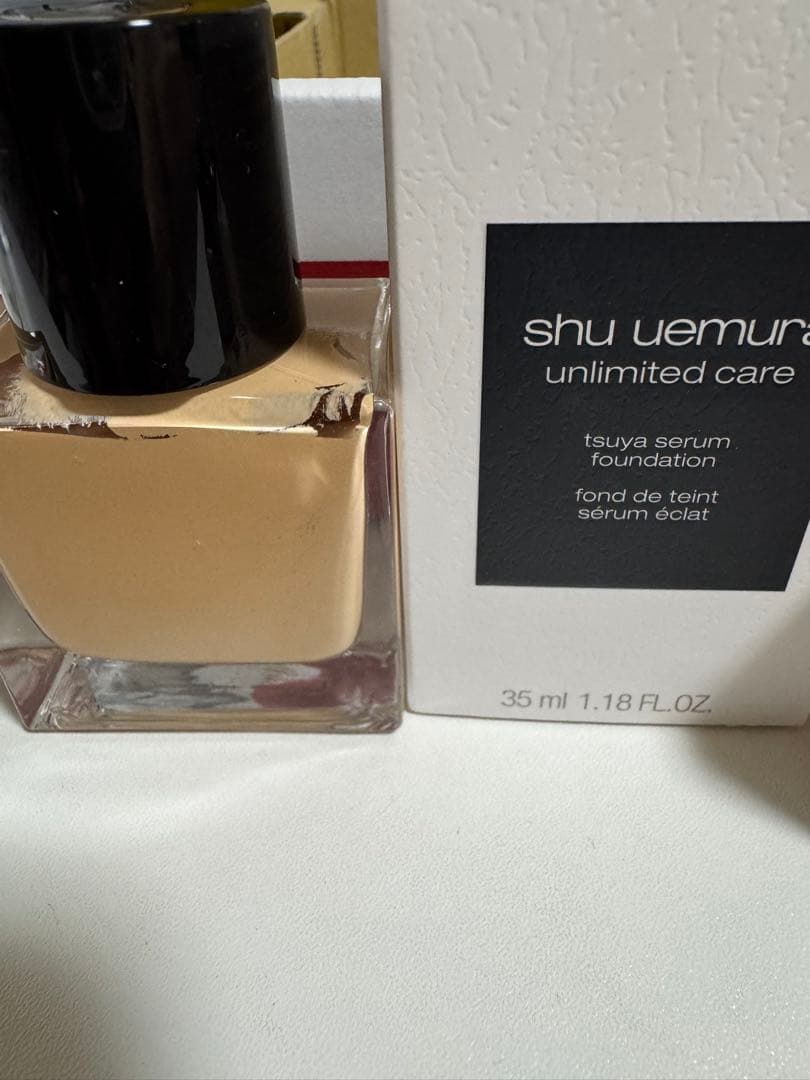 shu uemura
unlimited care
tsuya serum
foundation
fond de teint
sérum éclat
35 ml 1.18 FL.OZ.